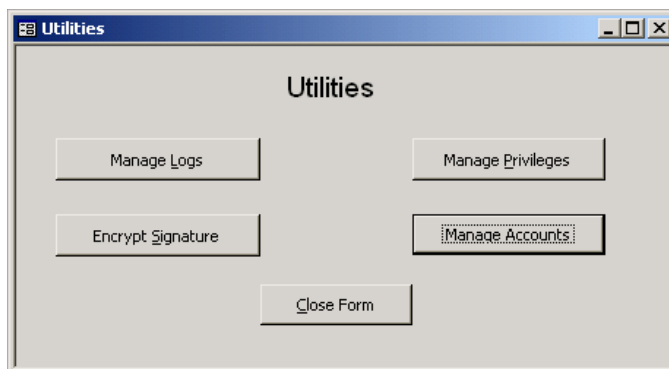 Utilities
Utilities
Manage Logs
Manage Privileges
Encrypt Signature
Manage Accounts
Close Form